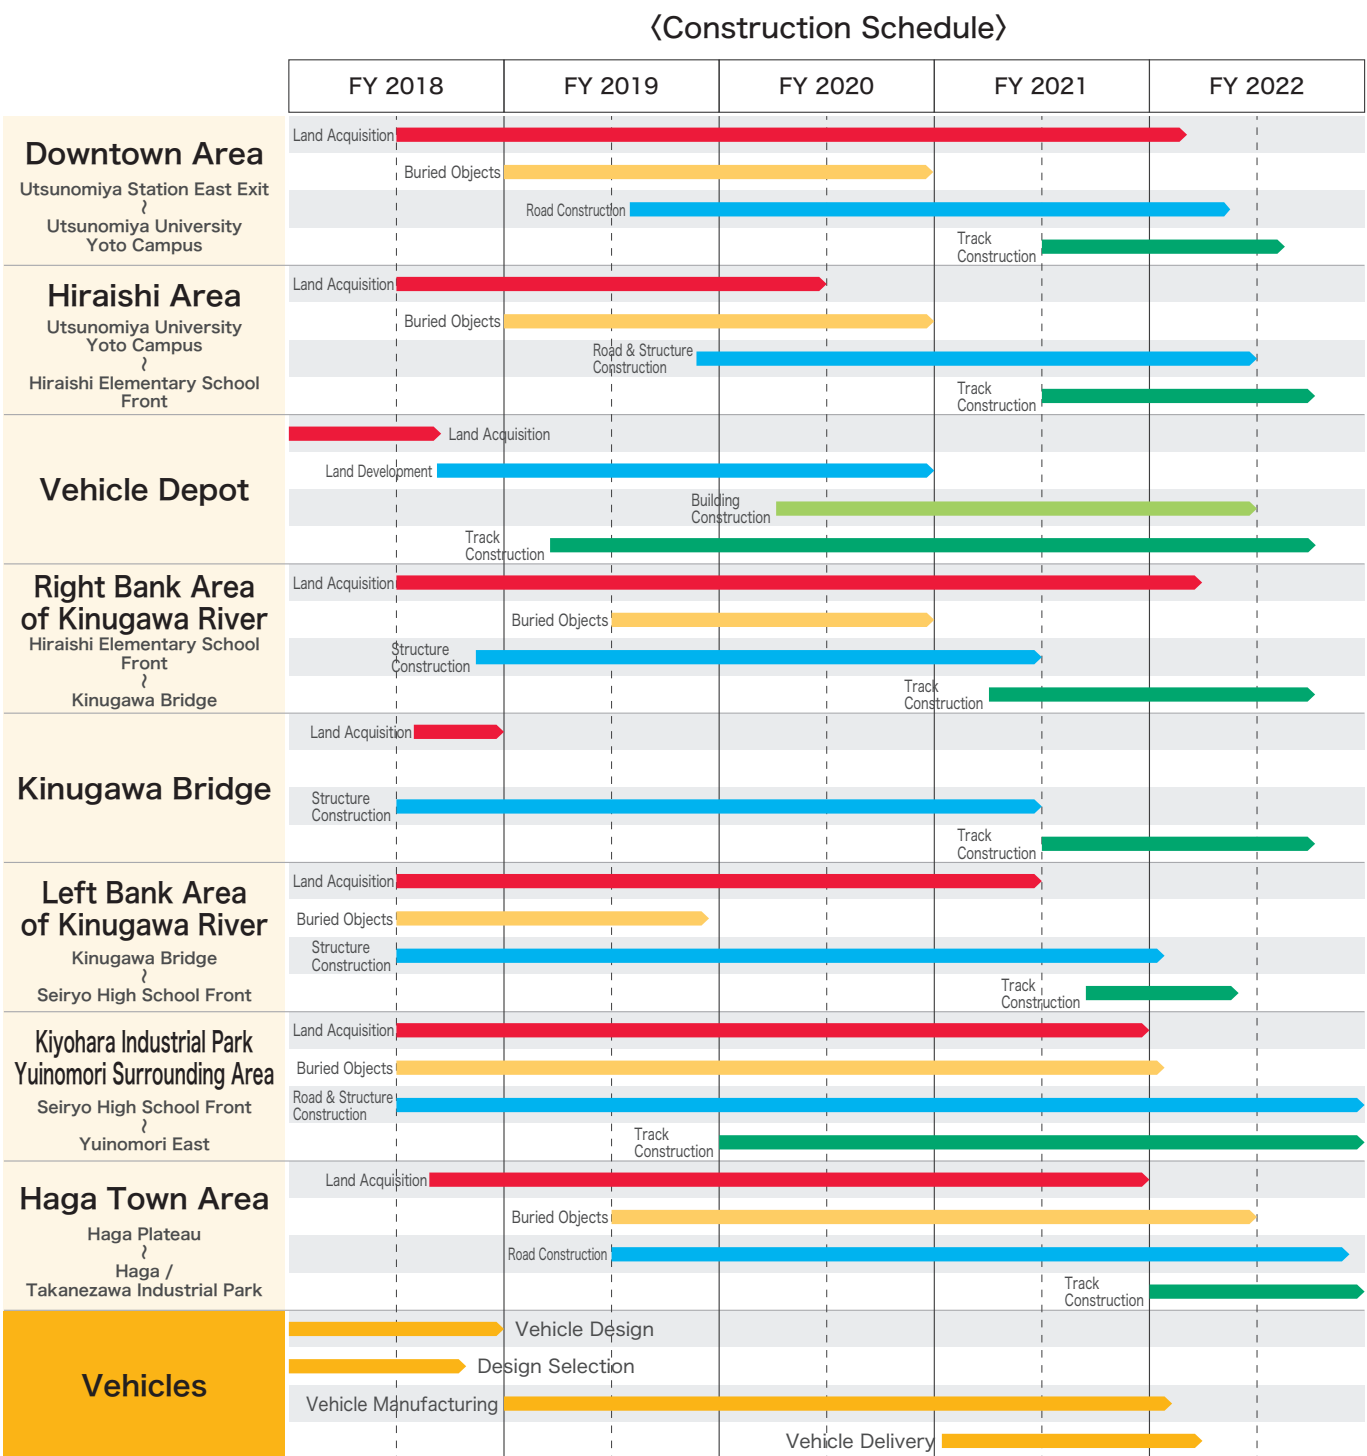 〈Construction Schedule〉
FY 2018
FY 2019
FY 2020
FY 2021
FY 2022
Downtown Area
Utsunomiya Station East Exit
~
Utsunomiya University
Yoto Campus
Land Acquisition
Buried Objects
Road Construction
Track
Construction
Hiraishi Area
Utsunomiya University
Yoto Campus
~
Hiraishi Elementary School
Front
Land Acquisition
Buried Objects
Road & Structure
Construction
Track
Construction
Vehicle Depot
Land Acquisition
Land Development
Building
Construction
Track
Construction
Right Bank Area
of Kinugawa River
Hiraishi Elementary School
Front
~
Kinugawa Bridge
Land Acquisition
Buried Objects
Structure
Construction
Track
Construction
Kinugawa Bridge
Land Acquisition
Structure
Construction
Track
Construction
Left Bank Area
of Kinugawa River
Kinugawa Bridge
~
Seiryo High School Front
Land Acquisition
Buried Objects
Structure
Construction
Track
Construction
Kiyohara Industrial Park
Yuinomori Surrounding Area
Seiryo High School Front
~
Yuinomori East
Land Acquisition
Buried Objects
Road & Structure
Construction
Track
Construction
Haga Town Area
Haga Plateau
~
Haga /
Takanezawa Industrial Park
Land Acquisition
Buried Objects
Road Construction
Track
Construction
Vehicles
Vehicle Design
Design Selection
Vehicle Manufacturing
Vehicle Delivery